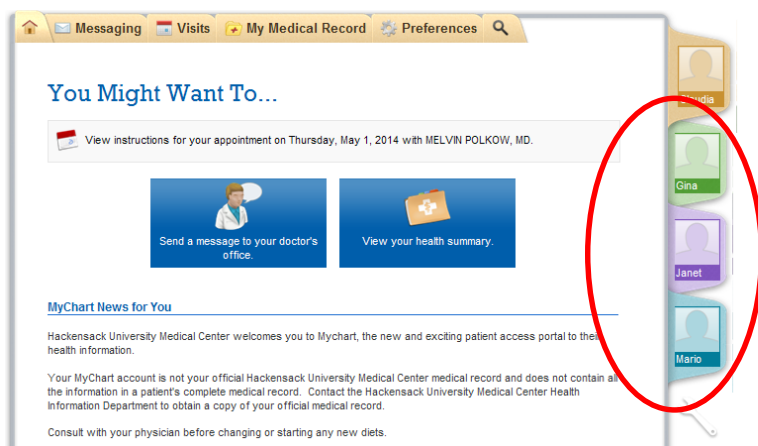 Messaging Visits My Medical Record Preferences
You Might Want To...
View instructions for your appointment on Thursday, May 1, 2014 with MELVIN POLKOW, MD.
Send a message to your doctor's
office.
View your health summary.
MyChart News for You
Hackensack University Medical Center welcomes you to Mychart, the new and exciting patient access portal to their
health information.
Your MyChart account is not your official Hackensack University Medical Center medical record and does not contain all
the information in a patient's complete medical record.  Contact the Hackensack University Medical Center Health
Information Department to obtain a copy of your official medical record.
Consult with your physician before changing or starting any new diets.
Gina
Janet
Mario